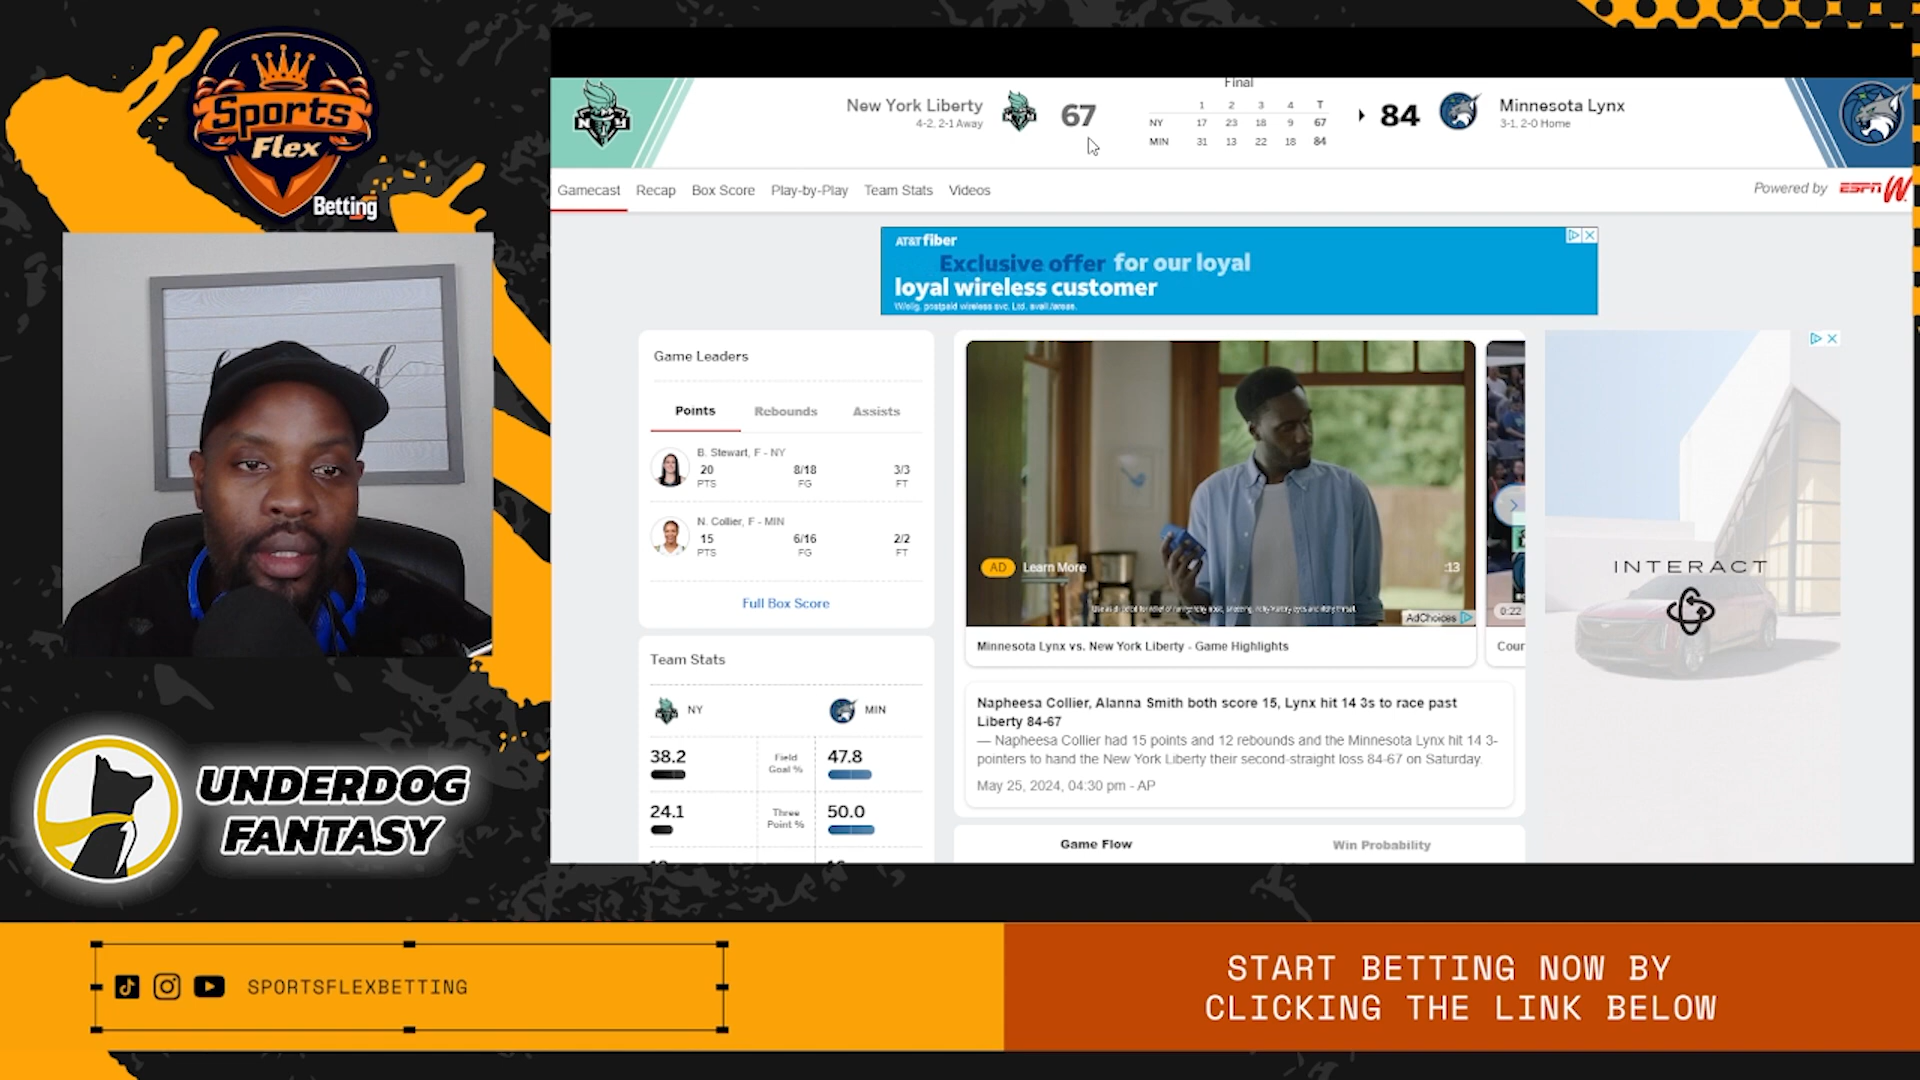 Sports
Flex
Betting
Final
New York Liberty
4-2, 2-1 Away
67
1 2 3 4 T
NY 17 23 18 9 67
MIN 31 13 22 18 84
84
Minnesota Lynx
3-1, 2-0 Home
Gamecast Recap Box Score Play-by-Play Team Stats Videos
Powered by ESPN W
AT&T fiber
Exclusive offer for our loyal
loyal wireless customer
Game Leaders
Points Rebounds Assists
B. Stewart, F - NY
20 8/18 3/3
PTS FG FT
N. Collier, F - MIN
15 6/16 2/2
PTS FG FT
Full Box Score
Team Stats
NY MIN
38.2 Field Goal % 47.8
24.1 Three Point % 50.0
AD Learn More :13
AdChoices
Minnesota Lynx vs. New York Liberty - Game Highlights
0:22
Cour
Napheesa Collier, Alanna Smith both score 15, Lynx hit 14 3s to race past
Liberty 84-67
— Napheesa Collier had 15 points and 12 rebounds and the Minnesota Lynx hit 14 3-
pointers to hand the New York Liberty their second-straight loss 84-67 on Saturday.
May 25, 2024, 04:30 pm - AP
Game Flow Win Probability
INTERACT
UNDERDOG
FANTASY
SPORTSFLEXBETTING
START BETTING NOW BY
CLICKING THE LINK BELOW